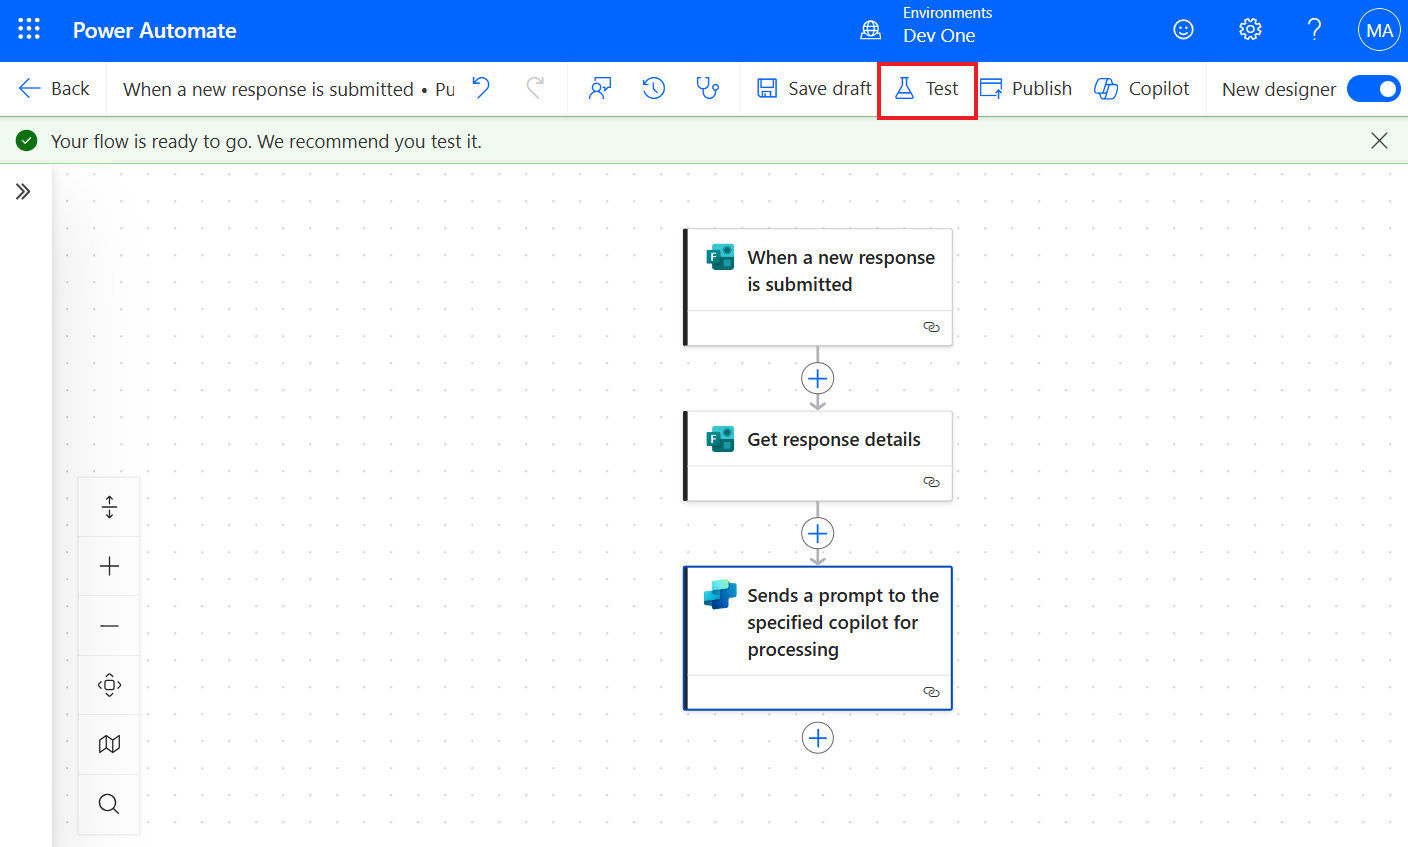 Power Automate
Environments
Dev One
MA
Back
When a new response is submitted • Pu
Save draft
Test
Publish
Copilot
New designer
Your flow is ready to go. We recommend you test it.
F
When a new response
is submitted
F
Get response details
Sends a prompt to the
specified copilot for
processing